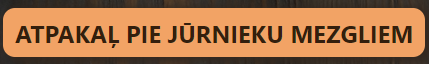 ATPAKAĻ PIE JŪRNIEKU MEZGLIEM